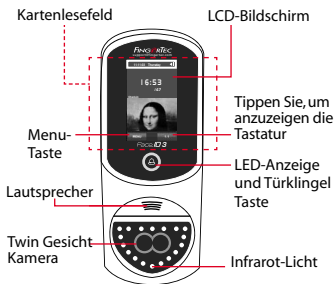 Kartenlesefeld
LCD-Bildschirm
FINGERTEC
16:53
Tippen Sie, um
anzuzeigen die
Tastatur
Menu-
Taste
Face ID 3
LED-Anzeige
und Türklingel
Taste
Lautsprecher
Twin Gesicht
Kamera
Infrarot-Licht